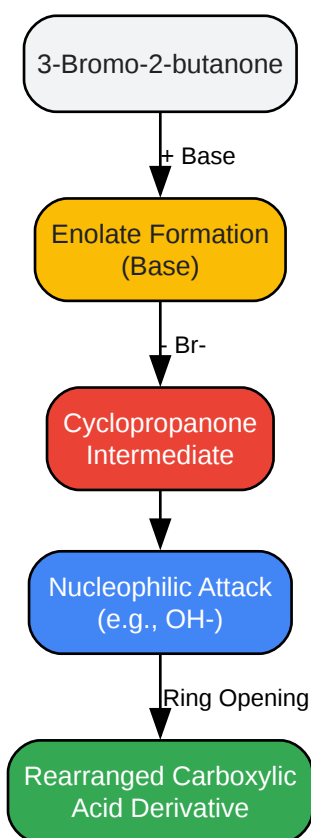 3-Bromo-2-butanone
+ Base
Enolate Formation
(Base)
- Br-
Cyclopropanone
Intermediate
Nucleophilic Attack
(e.g., OH-)
Ring Opening
Rearranged Carboxylic
Acid Derivative